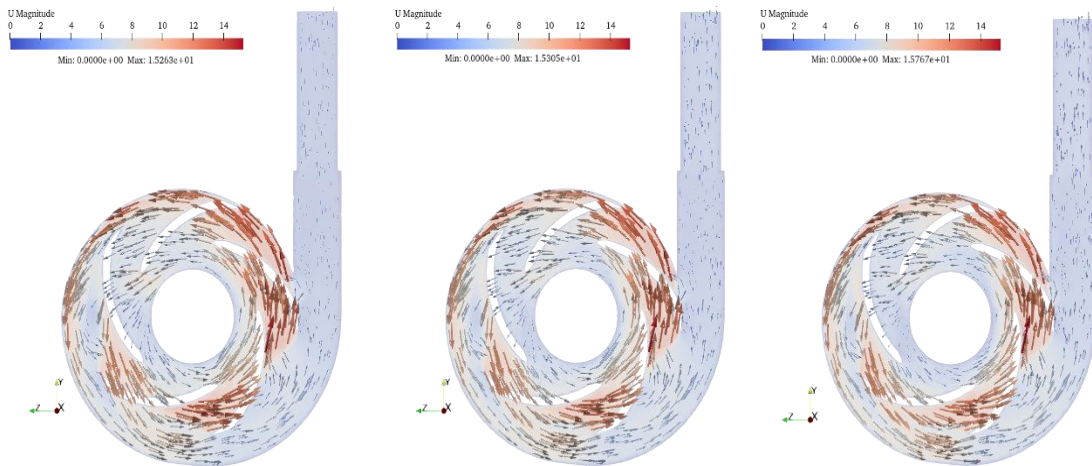 U Magnitude
0 2 4 6 8 10 12 14
Min: 0.0000e+00 Max: 1.5263e+01
Y
Z X
U Magnitude
0 2 4 6 8 10 12 14
Min: 0.0000e+00 Max: 1.5305e+01
Y
Z X
U Magnitude
0 2 4 6 8 10 12 14
Min: 0.0000e+00 Max: 1.5767e+01
Y
Z X